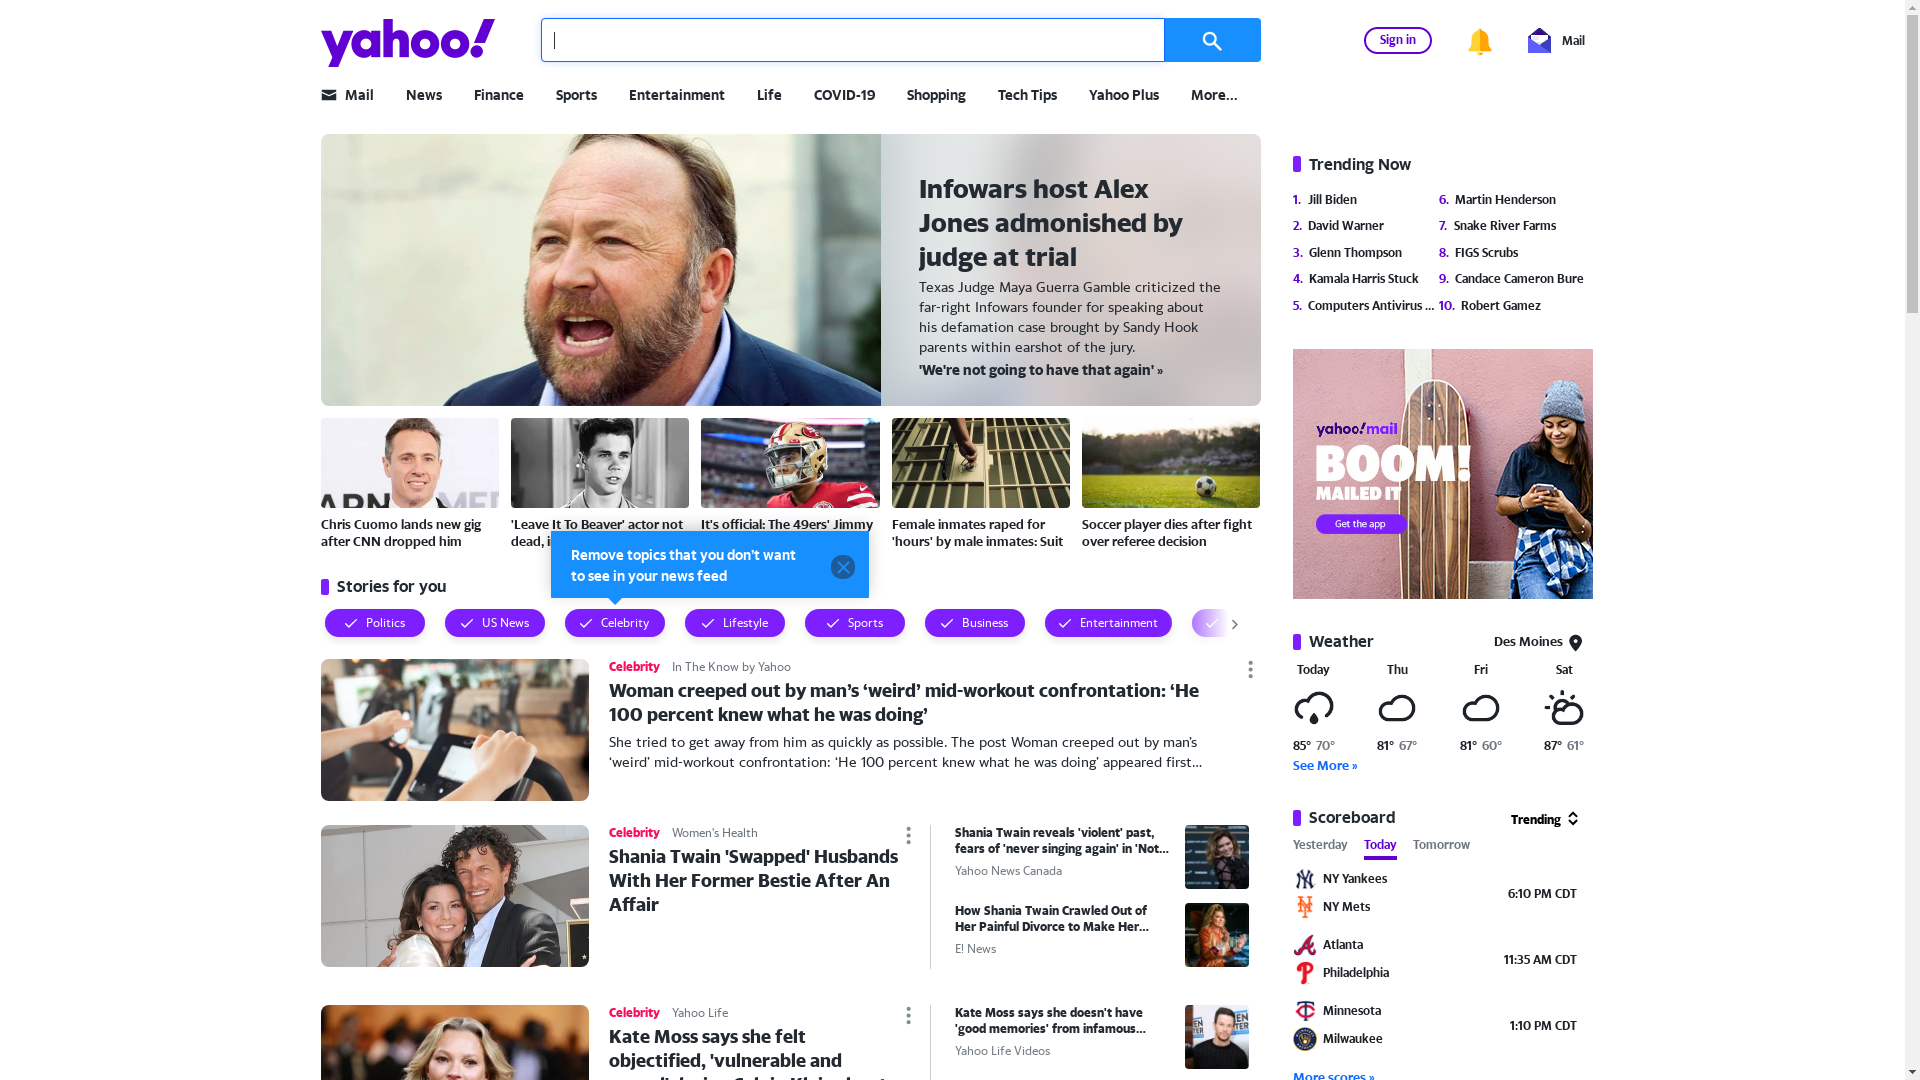 yahoo!
Sign in
Mail
Mail
News
Finance
Sports
Entertainment
Life
COVID-19
Shopping
Tech Tips
Yahoo Plus
More...
Infowars host Alex
Jones admonished by
judge at trial
Texas Judge Maya Guerra Gamble criticized the
far-right Infowars founder for speaking about
his defamation case brought by Sandy Hook
parents within earshot of the jury.
'We're not going to have that again' »
Chris Cuomo lands new gig
after CNN dropped him
'Leave It To Beaver' actor not
dead,
It's official: The 49ers' Jimmy
Female inmates raped for
'hours' by male inmates: Suit
Soccer player dies after fight
over referee decision
Remove topics that you don't want
to see in your news feed
Stories for you
Politics
US News
Celebrity
Lifestyle
Sports
Business
Entertainment
Celebrity In The Know by Yahoo
Woman creeped out by man’s ‘weird’ mid-workout confrontation: ‘He
100 percent knew what he was doing’
She tried to get away from him as quickly as possible. The post Woman creeped out by man’s
‘weird’ mid-workout confrontation: ‘He 100 percent knew what he was doing’ appeared first…
Celebrity Women's Health
Shania Twain 'Swapped' Husbands
With Her Former Bestie After An
Affair
Shania Twain reveals 'violent' past,
fears of 'never singing again' in 'Not…
Yahoo News Canada
How Shania Twain Crawled Out of
Her Painful Divorce to Make Her…
E! News
Celebrity Yahoo Life
Kate Moss says she felt
objectified, 'vulnerable and
Kate Moss says she doesn't have
'good memories' from infamous…
Yahoo Life Videos
Trending Now
1. Jill Biden
2. David Warner
3. Glenn Thompson
4. Kamala Harris Stuck
5. Computers Antivirus ...
6. Martin Henderson
7. Snake River Farms
8. FIGS Scrubs
9. Candace Cameron Bure
10. Robert Gamez
yahoo!mail
BOOM!
MAILED IT
Get the app
Weather
Des Moines
Today Thu Fri Sat
85° 70° 81° 67° 81° 60° 87° 61°
See More »
Scoreboard
Trending
Yesterday Today Tomorrow
NY Yankees
NY Mets
6:10 PM CDT
Atlanta
Philadelphia
11:35 AM CDT
Minnesota
Milwaukee
1:10 PM CDT
More scores »